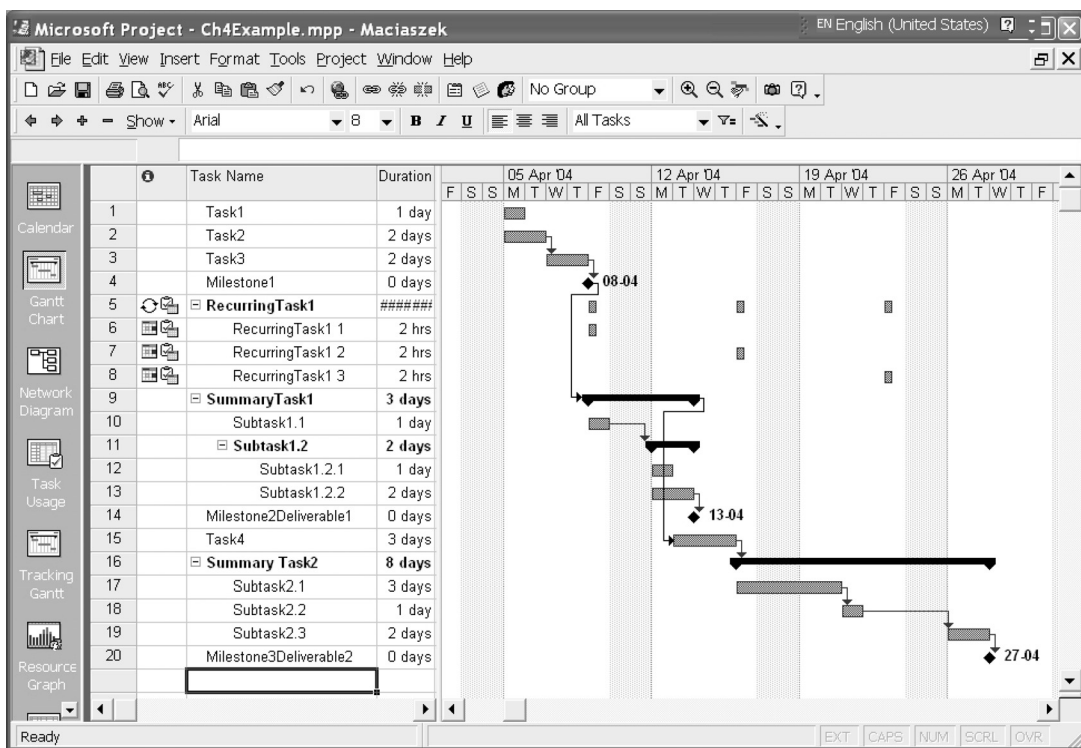 Microsoft Project - Ch4Example.mpp - Maciaszek EN English (United States)
File Edit View Insert Format Tools Project Window Help
ABC No Group
Show Arial 8 B I U All Tasks
Task Name Duration 05 Apr '04 12 Apr '04 19 Apr '04 26 Apr '04
F S S M T W T F S S M T W T F S S M T W T F S S M T W T F
1 Task1 1 day
2 Task2 2 days
3 Task3 2 days
4 Milestone1 0 days 08-04
5 RecurringTask1 #######
6 RecurringTask1 1 2 hrs
7 RecurringTask1 2 2 hrs
8 RecurringTask1 3 2 hrs
9 SummaryTask1 3 days
10 Subtask1.1 1 day
11 Subtask1.2 2 days
12 Subtask1.2.1 1 day
13 Subtask1.2.2 2 days
14 Milestone2Deliverable1 0 days 13-04
15 Task4 3 days
16 Summary Task2 8 days
17 Subtask2.1 3 days
18 Subtask2.2 1 day
19 Subtask2.3 2 days
20 Milestone3Deliverable2 0 days 27-04
Calendar
Gantt
Chart
Network
Diagram
Task
Usage
Tracking
Gantt
Resource
Graph
Ready EXT CAPS NUM SCRL OVR